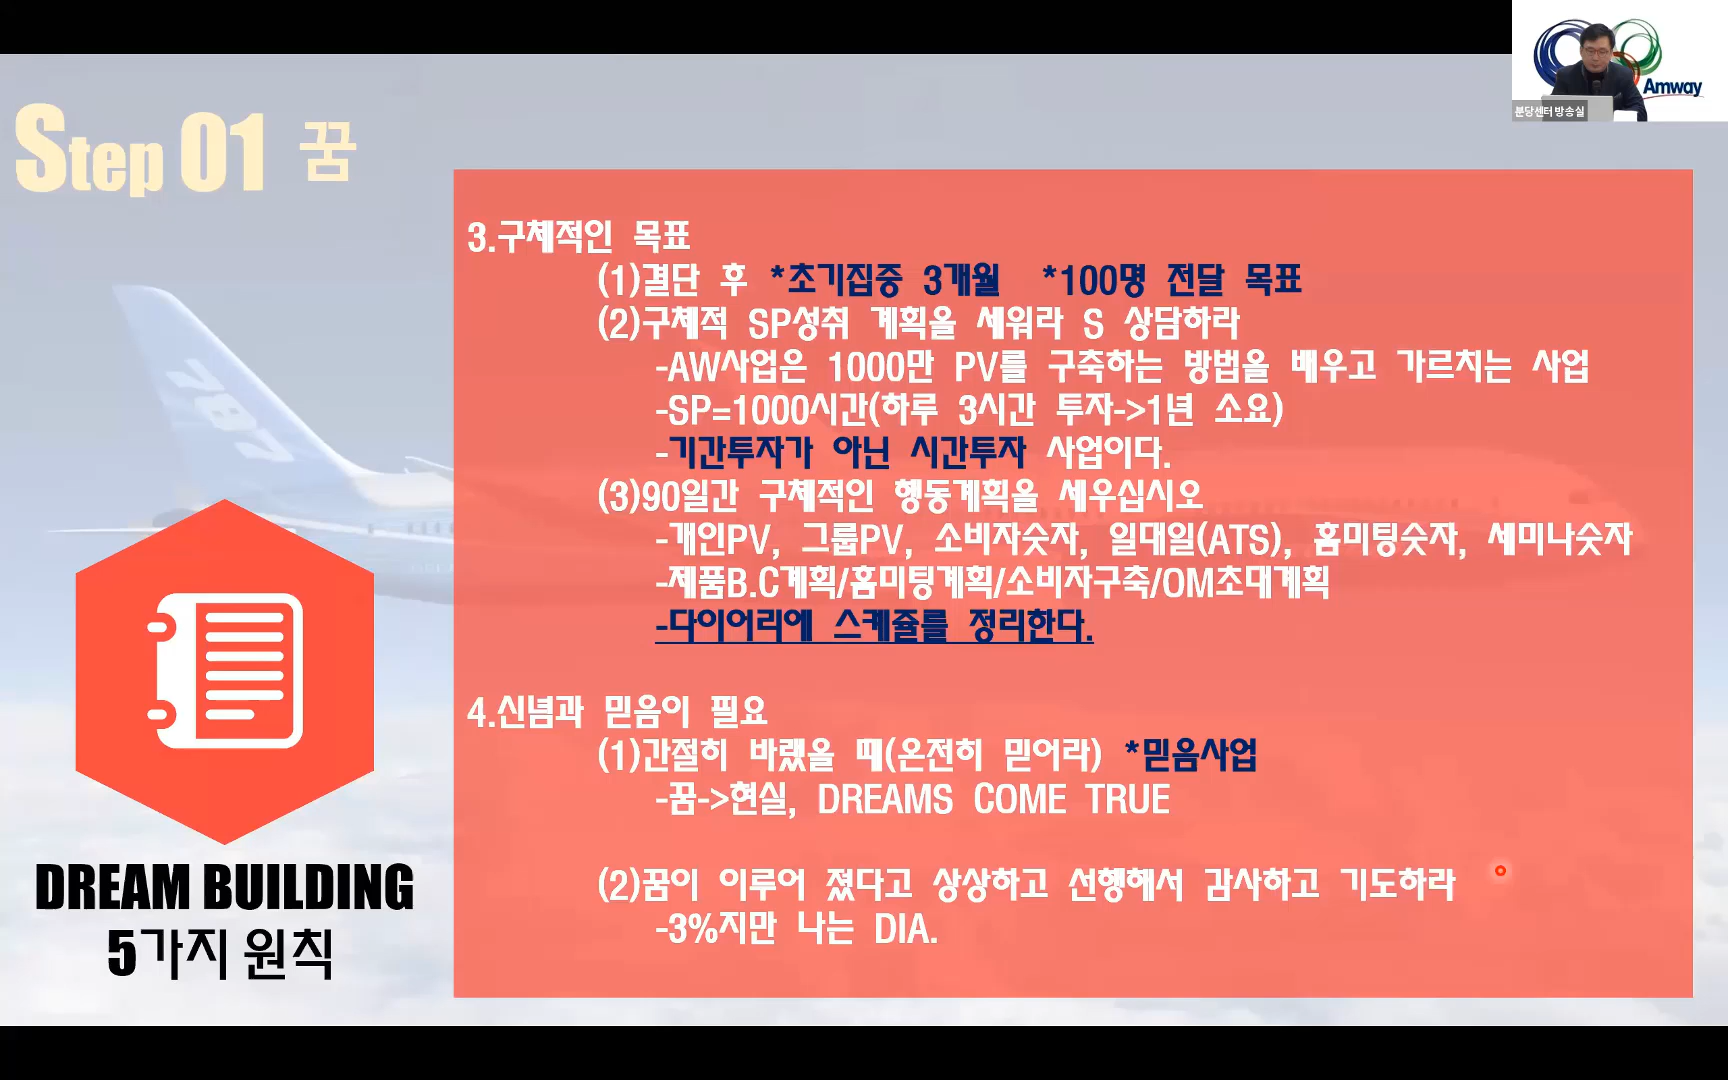 Step 01 꿈
Amway
분당센터 방송실
787
3.구체적인 목표
(1)결단 후 *초기집중 3개월 *100명 전달 목표
(2)구체적 SP성취 계획을 세워라 S 상담하라
-AW사업은 1000만 PV를 구축하는 방법을 배우고 가르치는 사업
-SP=1000시간(하루 3시간 투자->1년 소요)
-기간투자가 아닌 시간투자 사업이다.
(3)90일간 구체적인 행동계획을 세우십시오
-개인PV, 그룹PV, 소비자숫자, 일대일(ATS), 홈미팅숫자, 세미나숫자
-제품B.C계획/홈미팅계획/소비자구축/OM초대계획
-다이어리에 스케쥴를 정리한다.
4.신념과 믿음이 필요
(1)간절히 바랬을 때(온전히 믿어라) *믿음사업
-꿈->현실, DREAMS COME TRUE
(2)꿈이 이루어 졌다고 상상하고 선행해서 감사하고 기도하라
-3%지만 나는 DIA.
DREAM BUILDING
5가지 원칙